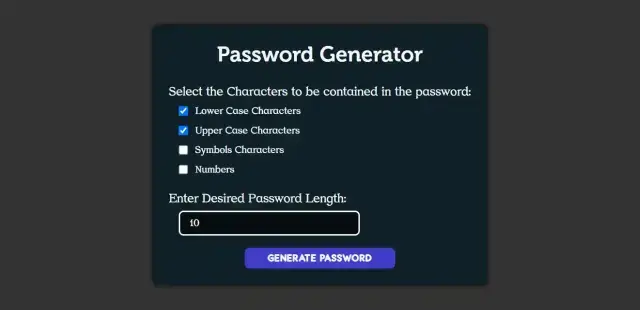 Password Generator
Select the Characters to be contained in the password:
Lower Case Characters
Upper Case Characters
Symbols Characters
Numbers
Enter Desired Password Length:
10
GENERATE PASSWORD